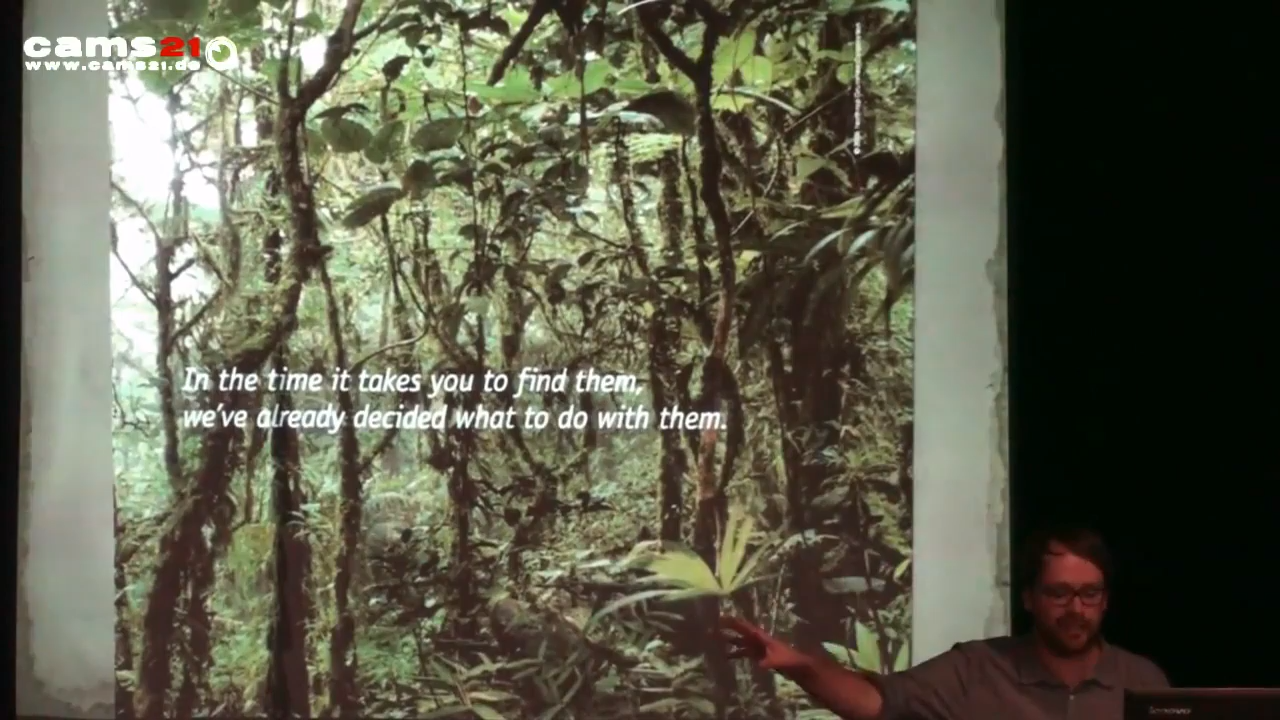 cams21
www.cams21.de
In the time it takes you to find them,
we've already decided what to do with them.